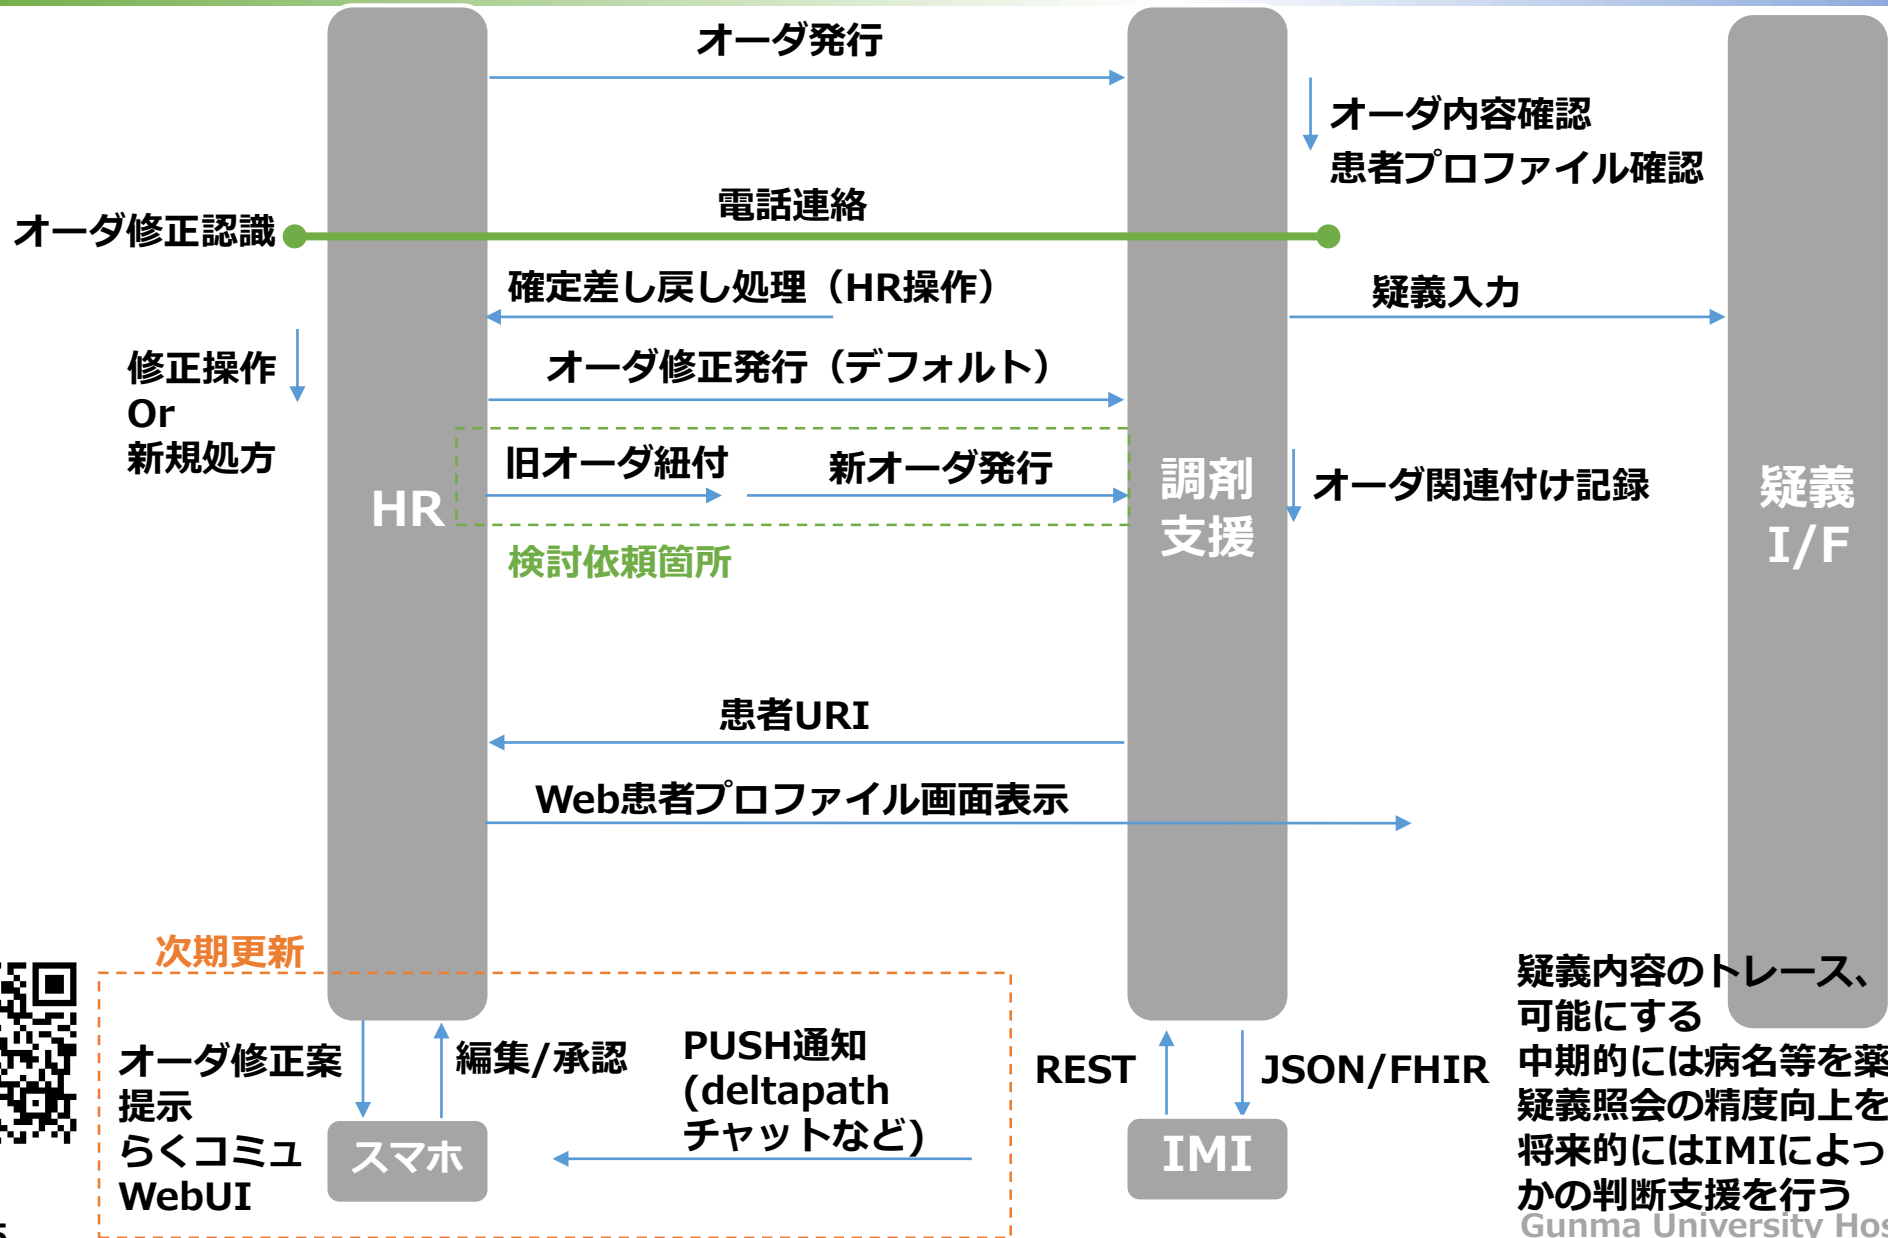 オーダ発行
オーダ内容確認
患者プロファイル確認
電話連絡
オーダ修正認識
確定差し戻し処理（HR操作）
疑義入力
修正操作
Or
新規処方
オーダ修正発行（デフォルト）
旧オーダ紐付
新オーダ発行
検討依頼箇所
オーダ関連付け記録
HR
調剤
支援
疑義
I/F
患者URI
Web患者プロファイル画面表示
次期更新
オーダ修正案
提示
らくコミュ
WebUI
編集/承認
PUSH通知
(deltapath
チャットなど)
スマホ
REST
JSON/FHIR
IMI
疑義内容のトレース、
可能にする
中期的には病名等を薬
疑義照会の精度向上を
将来的にはIMIによっ
かの判断支援を行う
Gunma University Hos